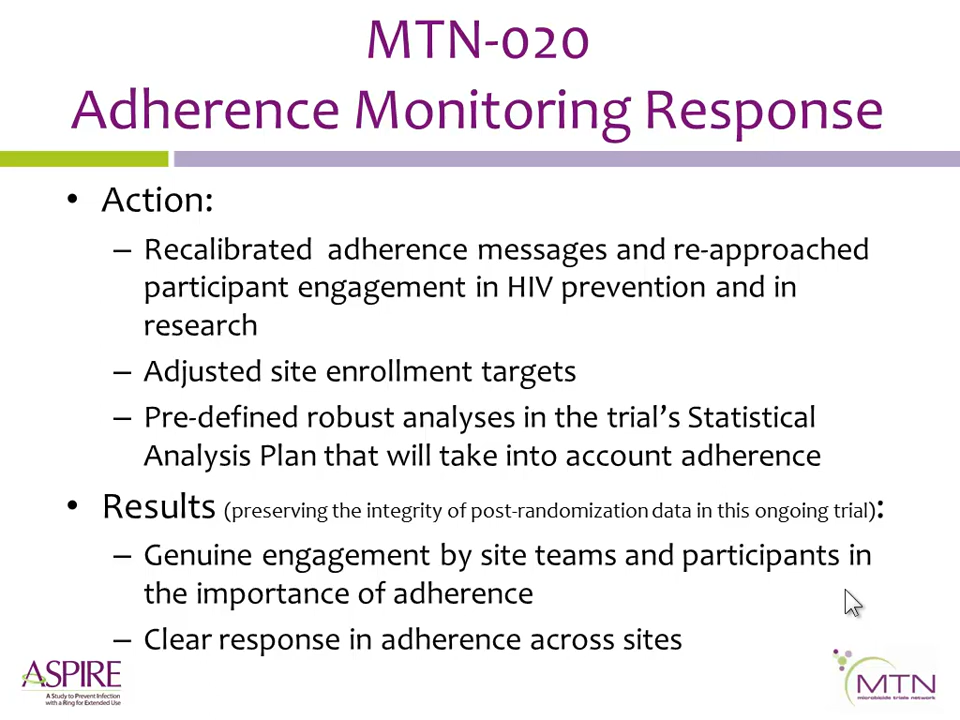 MTN-020
Adherence Monitoring Response
• Action:
– Recalibrated adherence messages and re-approached
participant engagement in HIV prevention and in
research
– Adjusted site enrollment targets
– Pre-defined robust analyses in the trial's Statistical
Analysis Plan that will take into account adherence
• Results (preserving the integrity of post-randomization data in this ongoing trial):
– Genuine engagement by site teams and participants in
the importance of adherence
– Clear response in adherence across sites
ASPIRE
A Study to Prevent Infection
with a Ring for Extended Use
MTN
microbicide trials network